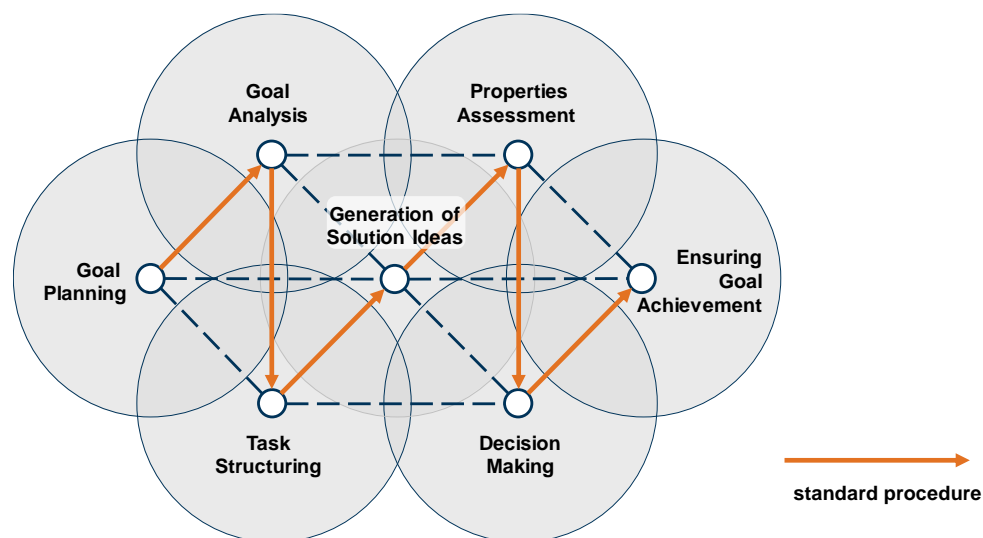 Goal
Analysis
Properties
Assessment
Generation of
Solution Ideas
Goal
Planning
Ensuring
Goal
Achievement
Task
Structuring
Decision
Making
standard procedure